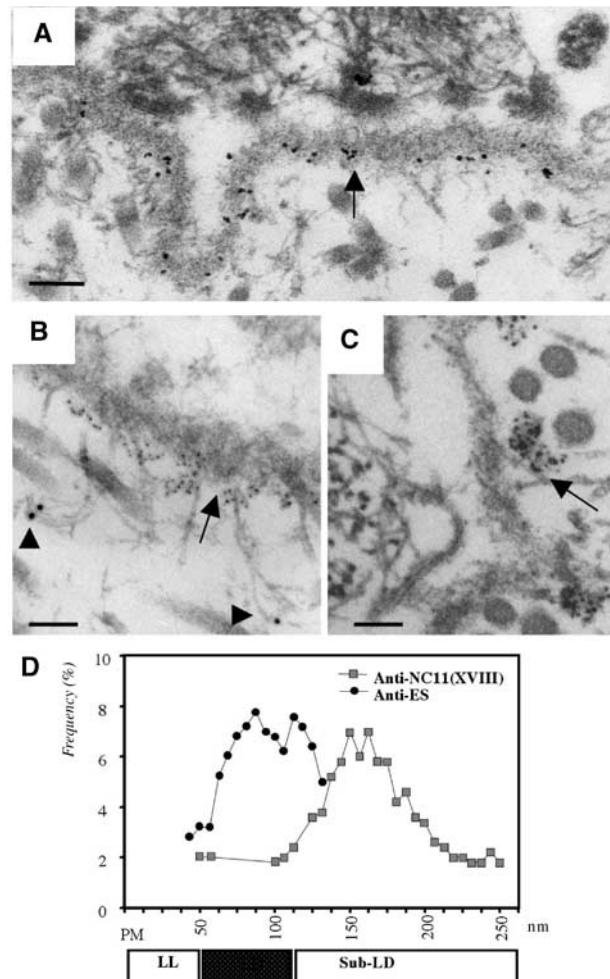 A
B
C
D
Anti-NC11(XVIII)
Anti-ES
Frequency (%)
10
8
6
4
2
0
PM
50
100
150
200
250
nm
LL
Sub-LD